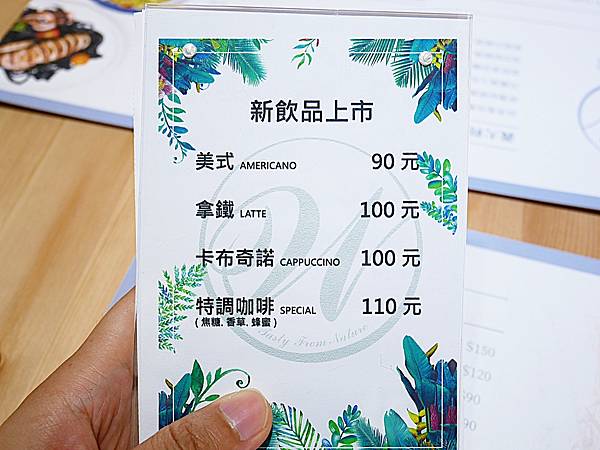 新飲品上市
美式 AMERICANO 90 元
拿鐵 LATTE 100 元
卡布奇諾 CAPPUCCINO 100 元
特調咖啡 SPECIAL 110 元
( 焦糖. 香草. 蜂蜜 )
Tasty From Nature
$150
$120
$90
90